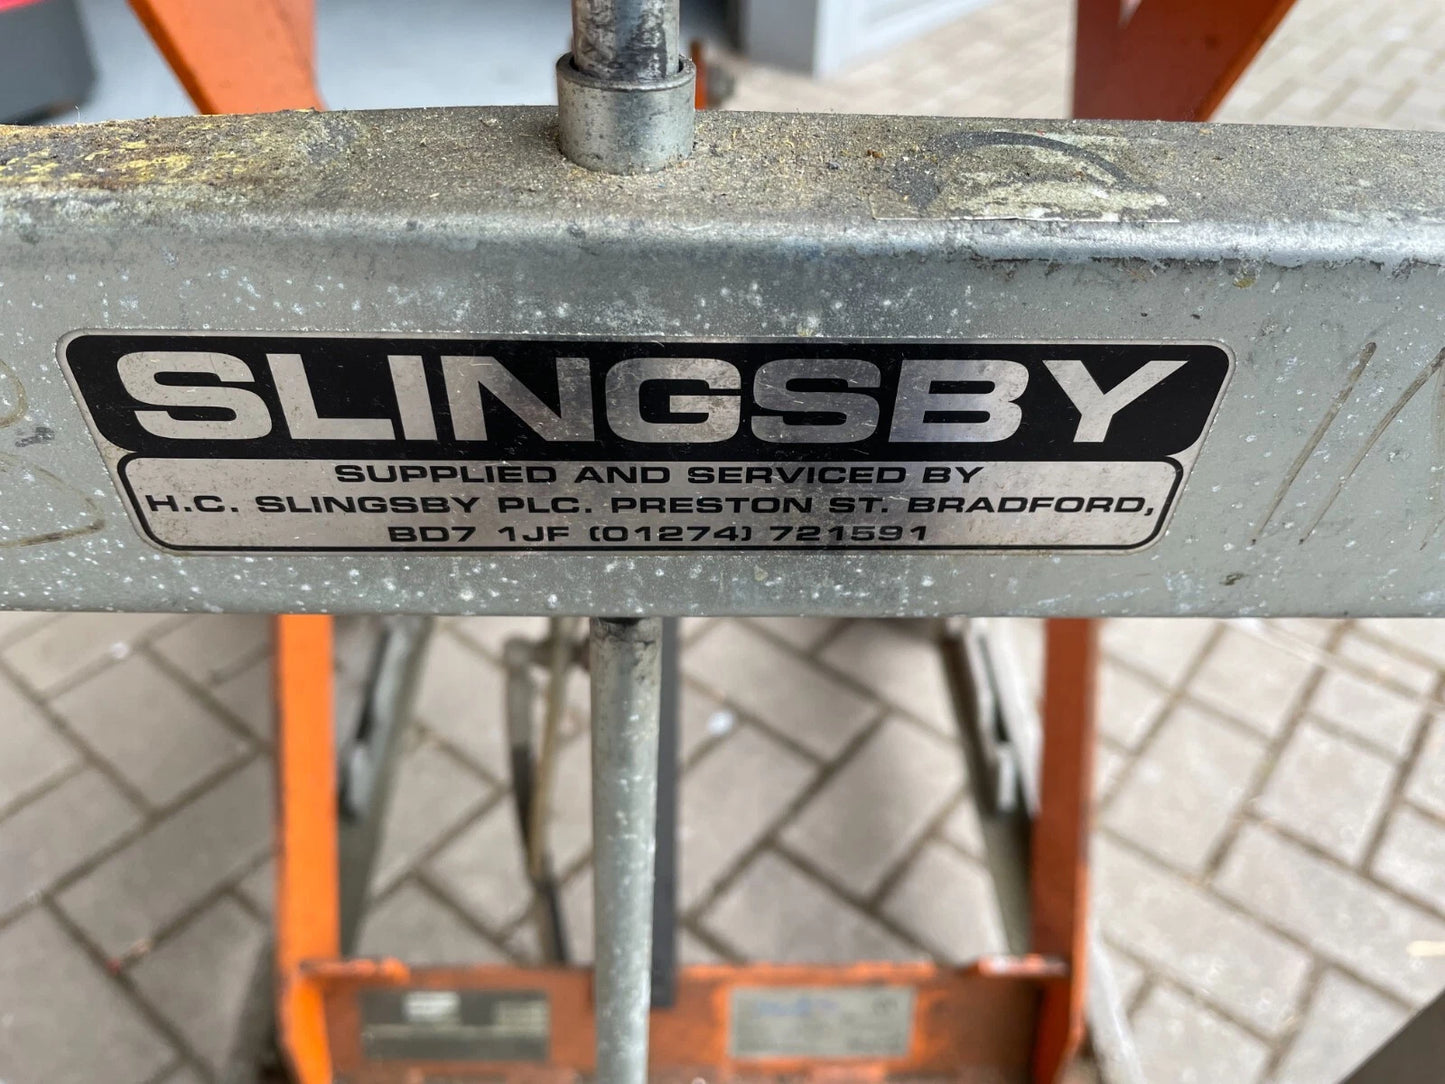 SLINGSBY
SUPPLIED AND SERVICED BY
H.C. SLINGSBY PLC. PRESTON ST. BRADFORD,
BD7 1JF (01274) 721591